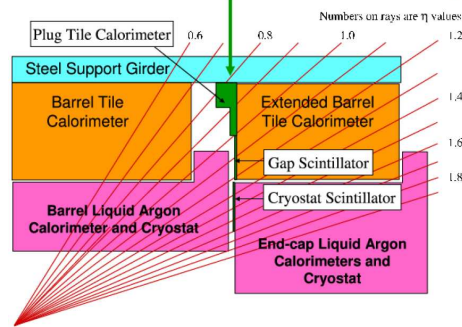 Numbers on rays are η values
Plug Tile Calorimeter
0.6
0.8
1.0
1.2
Steel Support Girder
Barrel Tile
Calorimeter
Extended Barrel
Tile Calorimeter
1.4
1.6
Gap Scintillator
1.8
Cryostat Scintillator
Barrel Liquid Argon
Calorimeter and Cryostat
End-cap Liquid Argon
Calorimeters and
Cryostat